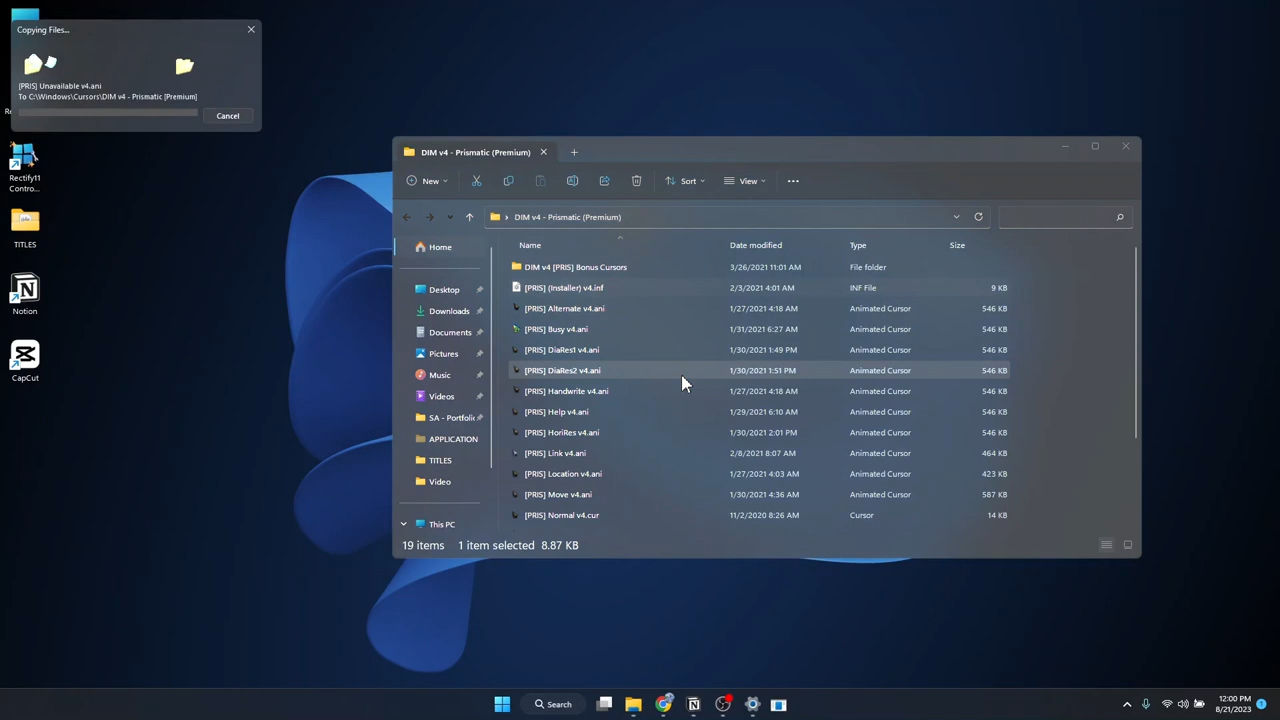 Copying Files...
[PRIS] Unavailable v4.ani
To C:\Windows\Cursors\DIM v4 - Prismatic [Premium]
Cancel
Rectify11
Contro...
TITLES
Notion
CapCut
DIM v4 - Prismatic (Premium)
New
Sort
View
DIM v4 - Prismatic (Premium)
Home
Desktop
Downloads
Documents
Pictures
Music
Videos
SA - Portfolio
APPLICATION
TITLES
Video
This PC
Name Date modified Type Size
DIM v4 [PRIS] Bonus Cursors 3/26/2021 11:01 AM File folder
[PRIS] (Installer) v4.inf 2/3/2021 4:01 AM INF File 9 KB
[PRIS] Alternate v4.ani 1/27/2021 4:18 AM Animated Cursor 546 KB
[PRIS] Busy v4.ani 1/31/2021 6:27 AM Animated Cursor 546 KB
[PRIS] DiaRes1 v4.ani 1/30/2021 1:49 PM Animated Cursor 546 KB
[PRIS] DiaRes2 v4.ani 1/30/2021 1:51 PM Animated Cursor 546 KB
[PRIS] Handwrite v4.ani 1/27/2021 4:18 AM Animated Cursor 546 KB
[PRIS] Help v4.ani 1/29/2021 6:10 AM Animated Cursor 546 KB
[PRIS] HoriRes v4.ani 1/30/2021 2:01 PM Animated Cursor 546 KB
[PRIS] Link v4.ani 2/8/2021 8:07 AM Animated Cursor 464 KB
[PRIS] Location v4.ani 1/27/2021 4:03 AM Animated Cursor 423 KB
[PRIS] Move v4.ani 1/30/2021 4:36 AM Animated Cursor 587 KB
[PRIS] Normal v4.cur 11/2/2020 8:26 AM Cursor 14 KB
19 items 1 item selected 8.87 KB
Search
12:00 PM
8/21/2023